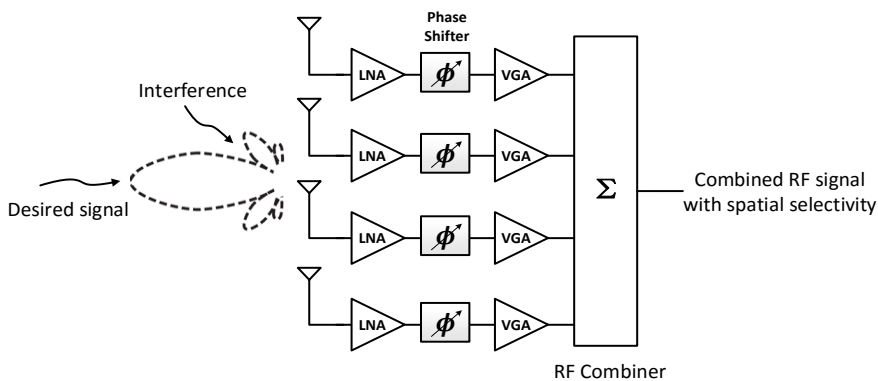 Phase
Shifter
LNA
ϕ
VGA
Interference
LNA
ϕ
VGA
Desired signal
LNA
ϕ
VGA
Σ
Combined RF signal
with spatial selectivity
LNA
ϕ
VGA
RF Combiner